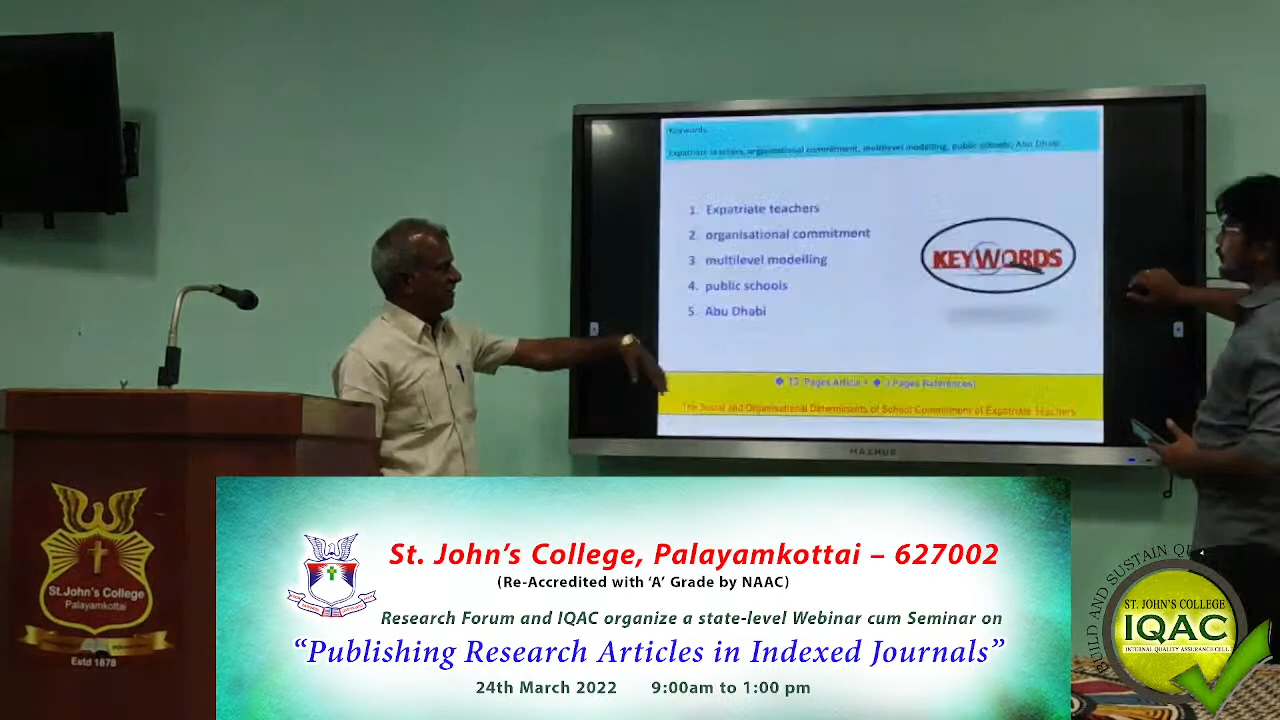 Keywords
Expatriate teachers, organisational commitment, multilevel modelling, public schools, Abu Dhabi
1. Expatriate teachers
2. organisational commitment
3 multilevel modelling
4. public schools
5. Abu Dhabi
KEYWORDS
Pages Article + Pages References)
The Social and Organisational Determinants of School Commitment of Expatriate Teachers
MAXHUB
St.John's College
Palayamkottai
Estd 1878
St. John's College, Palayamkottai – 627002
(Re-Accredited with 'A' Grade by NAAC)
Research Forum and IQAC organize a state-level Webinar cum Seminar on
"Publishing Research Articles in Indexed Journals"
24th March 2022 9:00am to 1:00 pm
BUILD AND SUSTAIN
ST. JOHN'S COLLEGE
IQAC
INTERNAL QUALITY ASSURANCE CELL